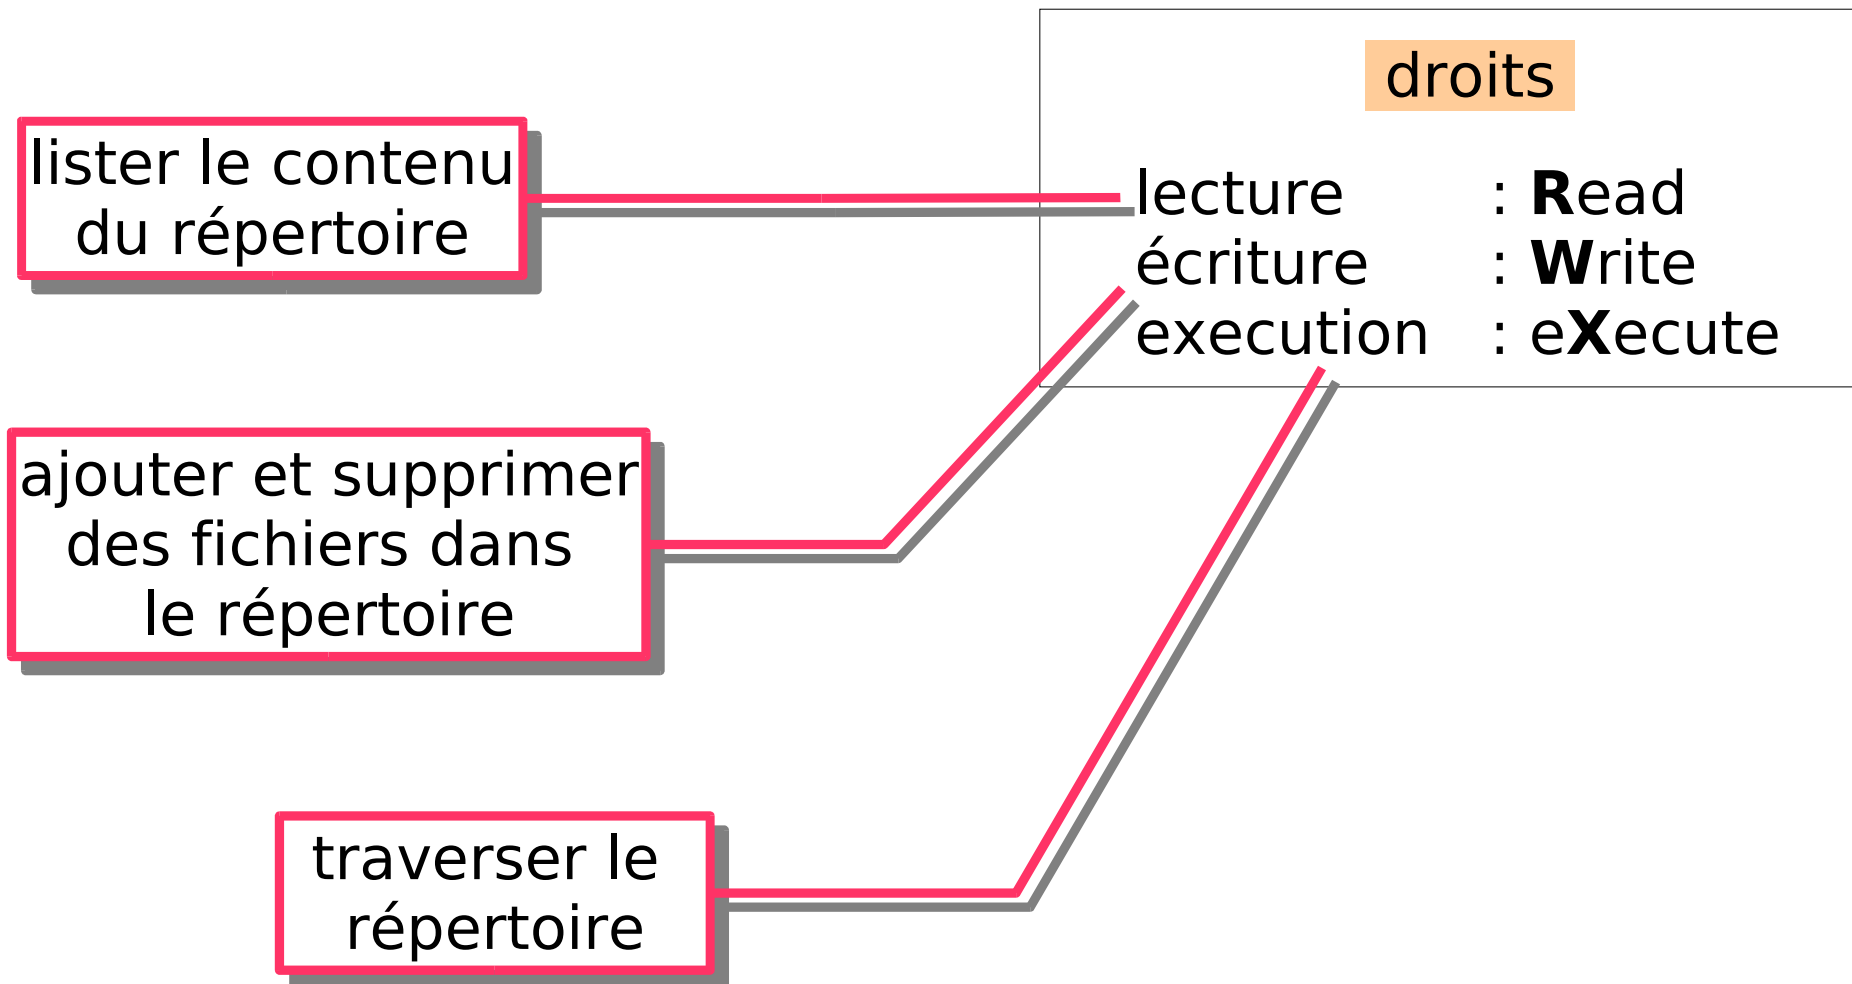 droits
lister le contenu
du répertoire
lecture : Read
écriture : Write
execution : eXecute
ajouter et supprimer
des fichiers dans
le répertoire
traverser le
répertoire